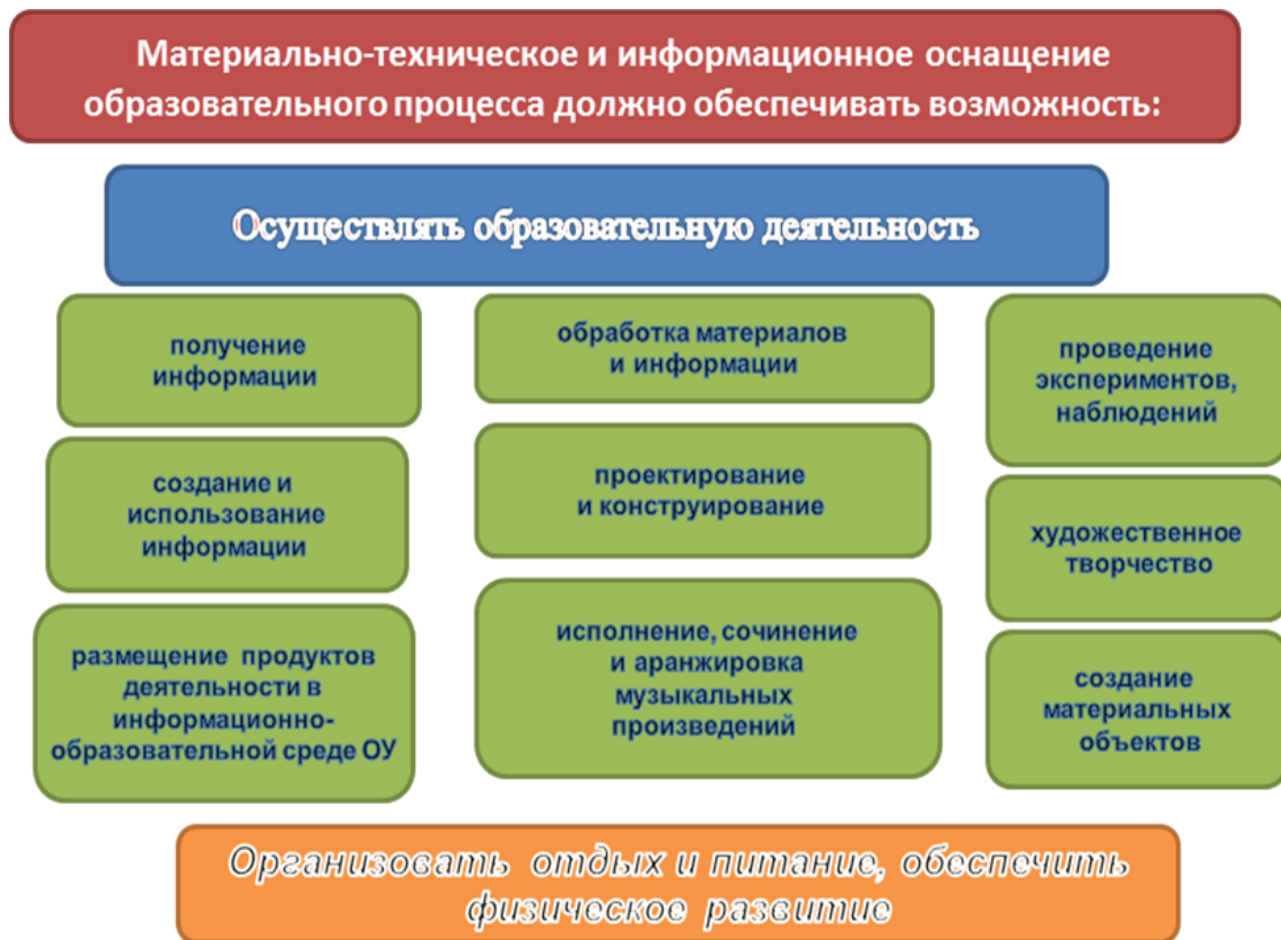 Материально-техническое и информационное оснащение
образовательного процесса должно обеспечивать возможность:
Осуществлять образовательную деятельность
получение
информации
обработка материалов
и информации
проведение
экспериментов,
наблюдений
создание и
использование
информации
проектирование
и конструирование
художественное
творчество
размещение продуктов
деятельности в
информационно-
образовательной среде ОУ
исполнение, сочинение
и аранжировка
музыкальных
произведений
создание
материальных
объектов
Организовать отдых и питание, обеспечить
физическое развитие